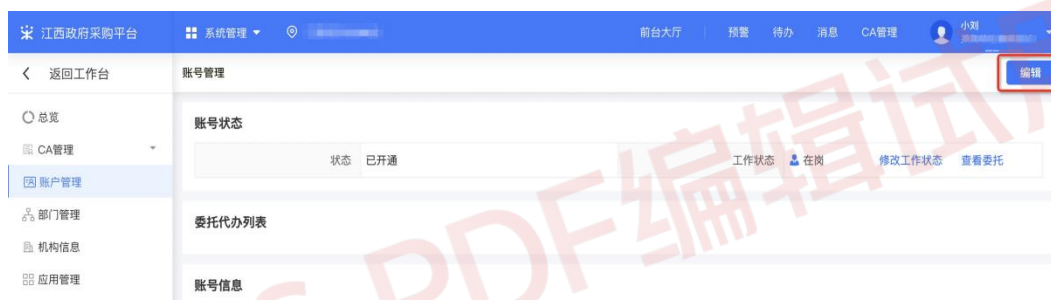 江西政府采购平台
系统管理
前台大厅 预警 待办 消息 CA管理 小刘
返回工作台
账号管理
编辑
总览
CA管理
账户管理
部门管理
机构信息
应用管理
账号状态
状态 已开通 工作状态 在岗 修改工作状态 查看委托
委托代办列表
账号信息
PDF编辑试